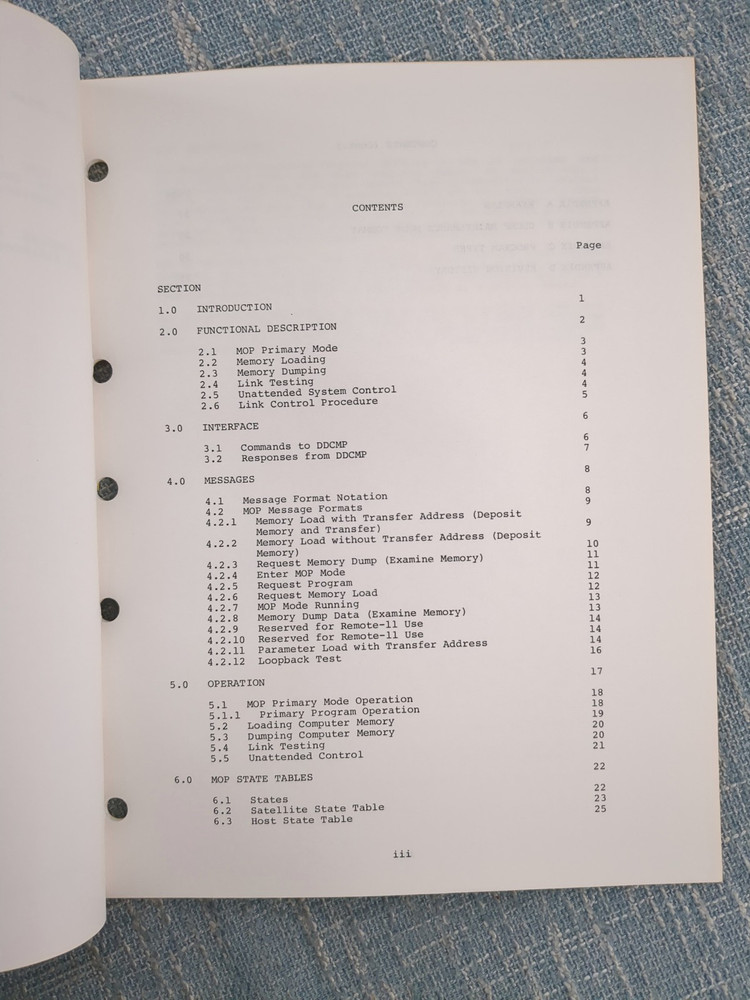 CONTENTS
Page
SECTION
1.0 INTRODUCTION 1
2.0 FUNCTIONAL DESCRIPTION 2
2.1 MOP Primary Mode 3
2.2 Memory Loading 3
2.3 Memory Dumping 4
2.4 Link Testing 4
2.5 Unattended System Control 4
2.6 Link Control Procedure 5
3.0 INTERFACE 6
3.1 Commands to DDCMP 6
3.2 Responses from DDCMP 7
4.0 MESSAGES 8
4.1 Message Format Notation 8
4.2 MOP Message Formats 9
4.2.1 Memory Load with Transfer Address (Deposit
Memory and Transfer) 9
4.2.2 Memory Load without Transfer Address (Deposit
Memory) 10
4.2.3 Request Memory Dump (Examine Memory) 11
4.2.4 Enter MOP Mode 11
4.2.5 Request Program 12
4.2.6 Request Memory Load 12
4.2.7 MOP Mode Running 13
4.2.8 Memory Dump Data (Examine Memory) 13
4.2.9 Reserved for Remote-11 Use 14
4.2.10 Reserved for Remote-11 Use 14
4.2.11 Parameter Load with Transfer Address 14
4.2.12 Loopback Test 16
5.0 OPERATION 17
5.1 MOP Primary Mode Operation 18
5.1.1 Primary Program Operation 18
5.2 Loading Computer Memory 19
5.3 Dumping Computer Memory 20
5.4 Link Testing 20
5.5 Unattended Control 21
6.0 MOP STATE TABLES 22
6.1 States 22
6.2 Satellite State Table 23
6.3 Host State Table 25
iii